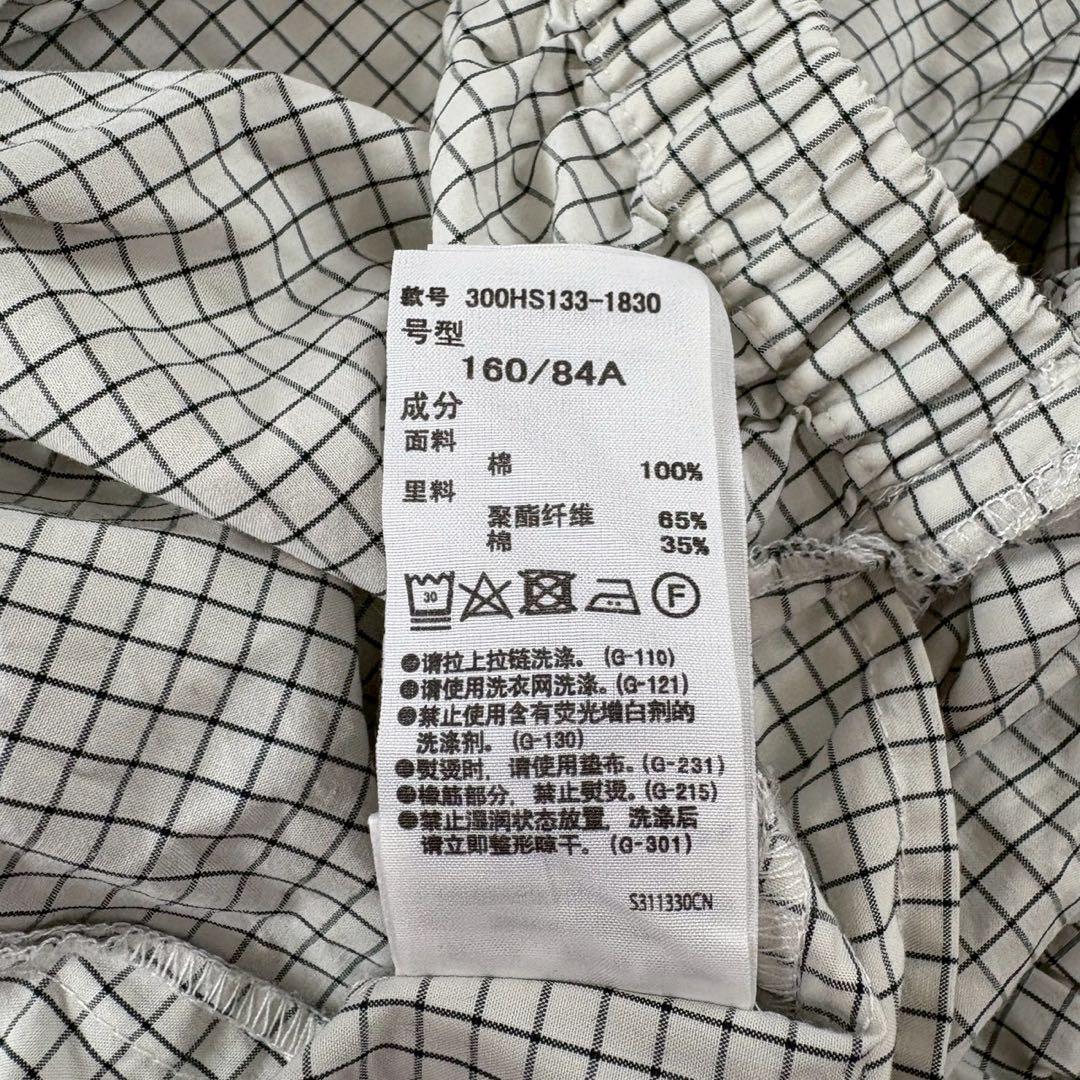 款号 300HS133-1830
号型
160/84A
成分
面料
棉 100%
里料
聚酯纤维 65%
棉 35%
30 F
●请拉上拉链洗涤。(G-110)
●请使用洗衣网洗涤。(G-121)
●禁止使用含有荧光增白剂的
洗涤剂。(G-130)
●熨烫时，请使用垫布。(G-231)
●橡筋部分，禁止熨烫。(G-215)
●禁止湿润状态放置，洗涤后
请立即整形晾干。(G-301)
S311330CN